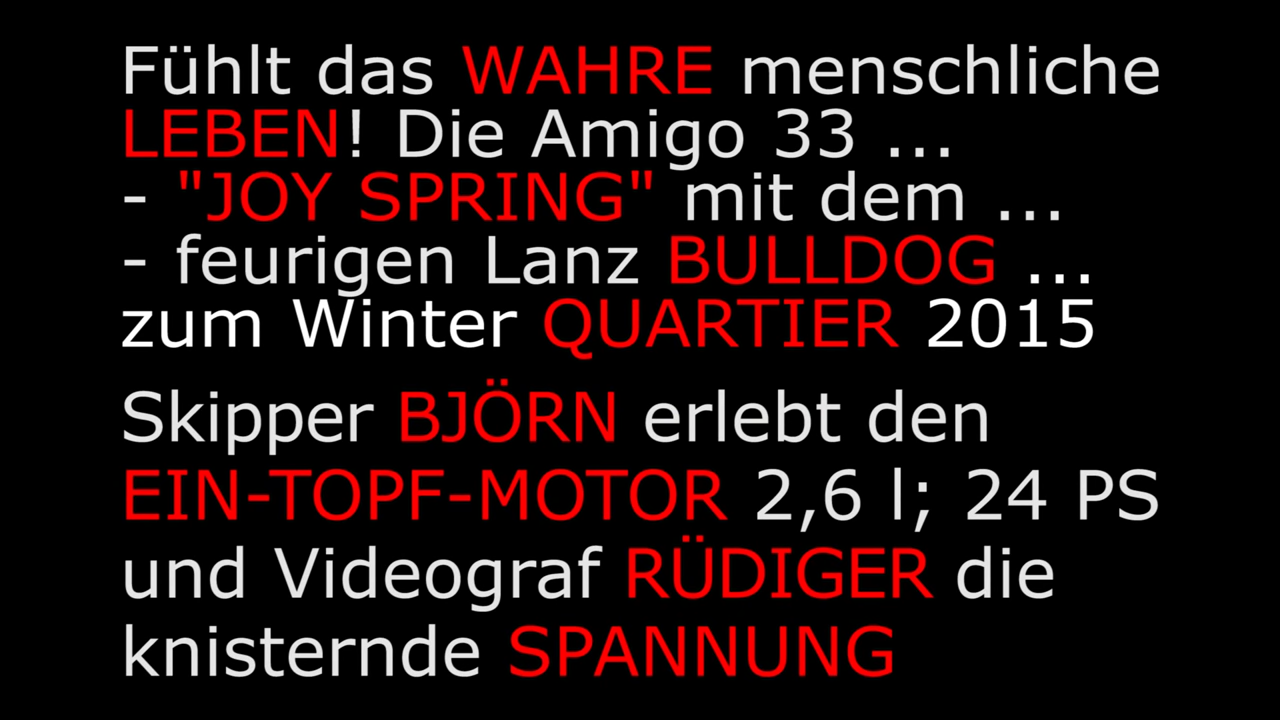 Fühlt das WAHRE menschliche
LEBEN! Die Amigo 33 ...
- "JOY SPRING" mit dem ...
- feurigen Lanz BULLDOG ...
zum Winter QUARTIER 2015
Skipper BJÖRN erlebt den
EIN-TOPF-MOTOR 2,6 l; 24 PS
und Videograf RÜDIGER die
knisternde SPANNUNG